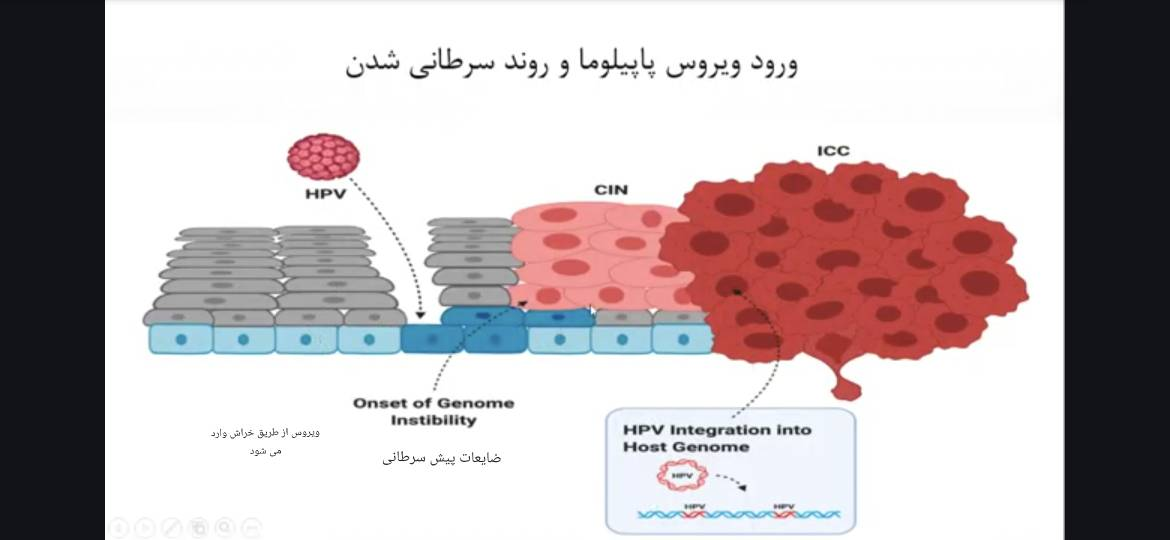 ورود ویروس پاپیلوما و روند سرطانی شدن
ICC
HPV
CIN
Onset of Genome
Instibility
ویروس از طریق خراش وارد
می شود
ضایعات پیش سرطانی
HPV Integration into
Host Genome
HPV
HPV
HPV